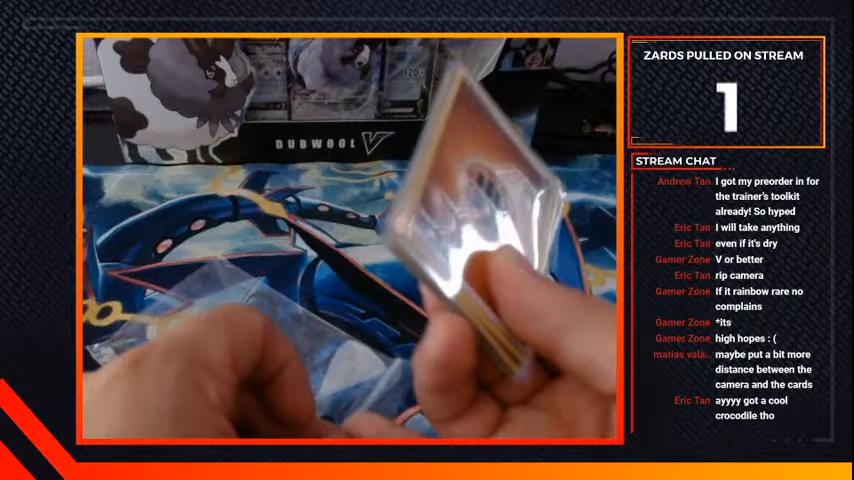 ZARDS PULLED ON STREAM
1
STREAM CHAT
Andrew Tan I got my preorder in for
the trainer's toolkit
already! So hyped
Eric Tan I will take anything
Eric Tan even if it's dry
Gamer Zone V or better
Eric Tan rip camera
Gamer Zone If it rainbow rare no
complains
Gamer Zone *its
Gamer Zone high hopes : (
matias vala.. maybe put a bit more
distance between the
camera and the cards
Eric Tan ayyyy got a cool
crocodile tho
DUBWOOL V
120